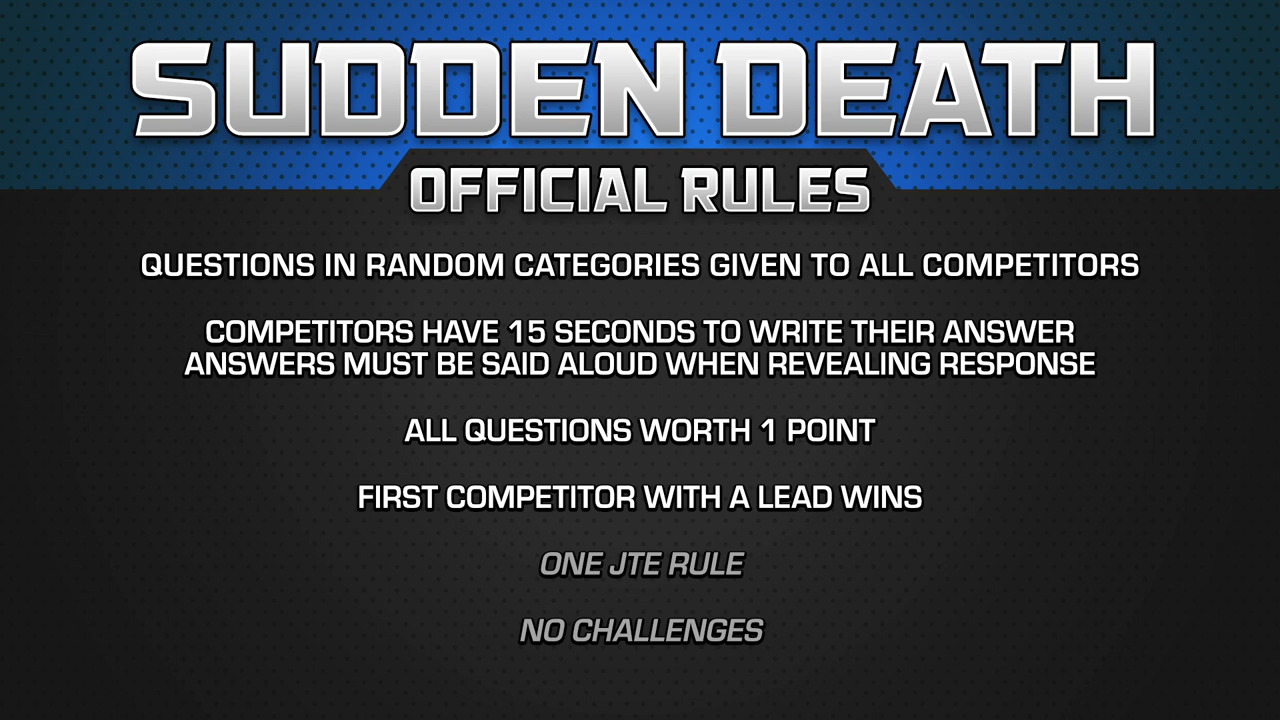 SUDDEN DEATH
OFFICIAL RULES
QUESTIONS IN RANDOM CATEGORIES GIVEN TO ALL COMPETITORS
COMPETITORS HAVE 15 SECONDS TO WRITE THEIR ANSWER
ANSWERS MUST BE SAID ALOUD WHEN REVEALING RESPONSE
ALL QUESTIONS WORTH 1 POINT
FIRST COMPETITOR WITH A LEAD WINS
ONE JTE RULE
NO CHALLENGES